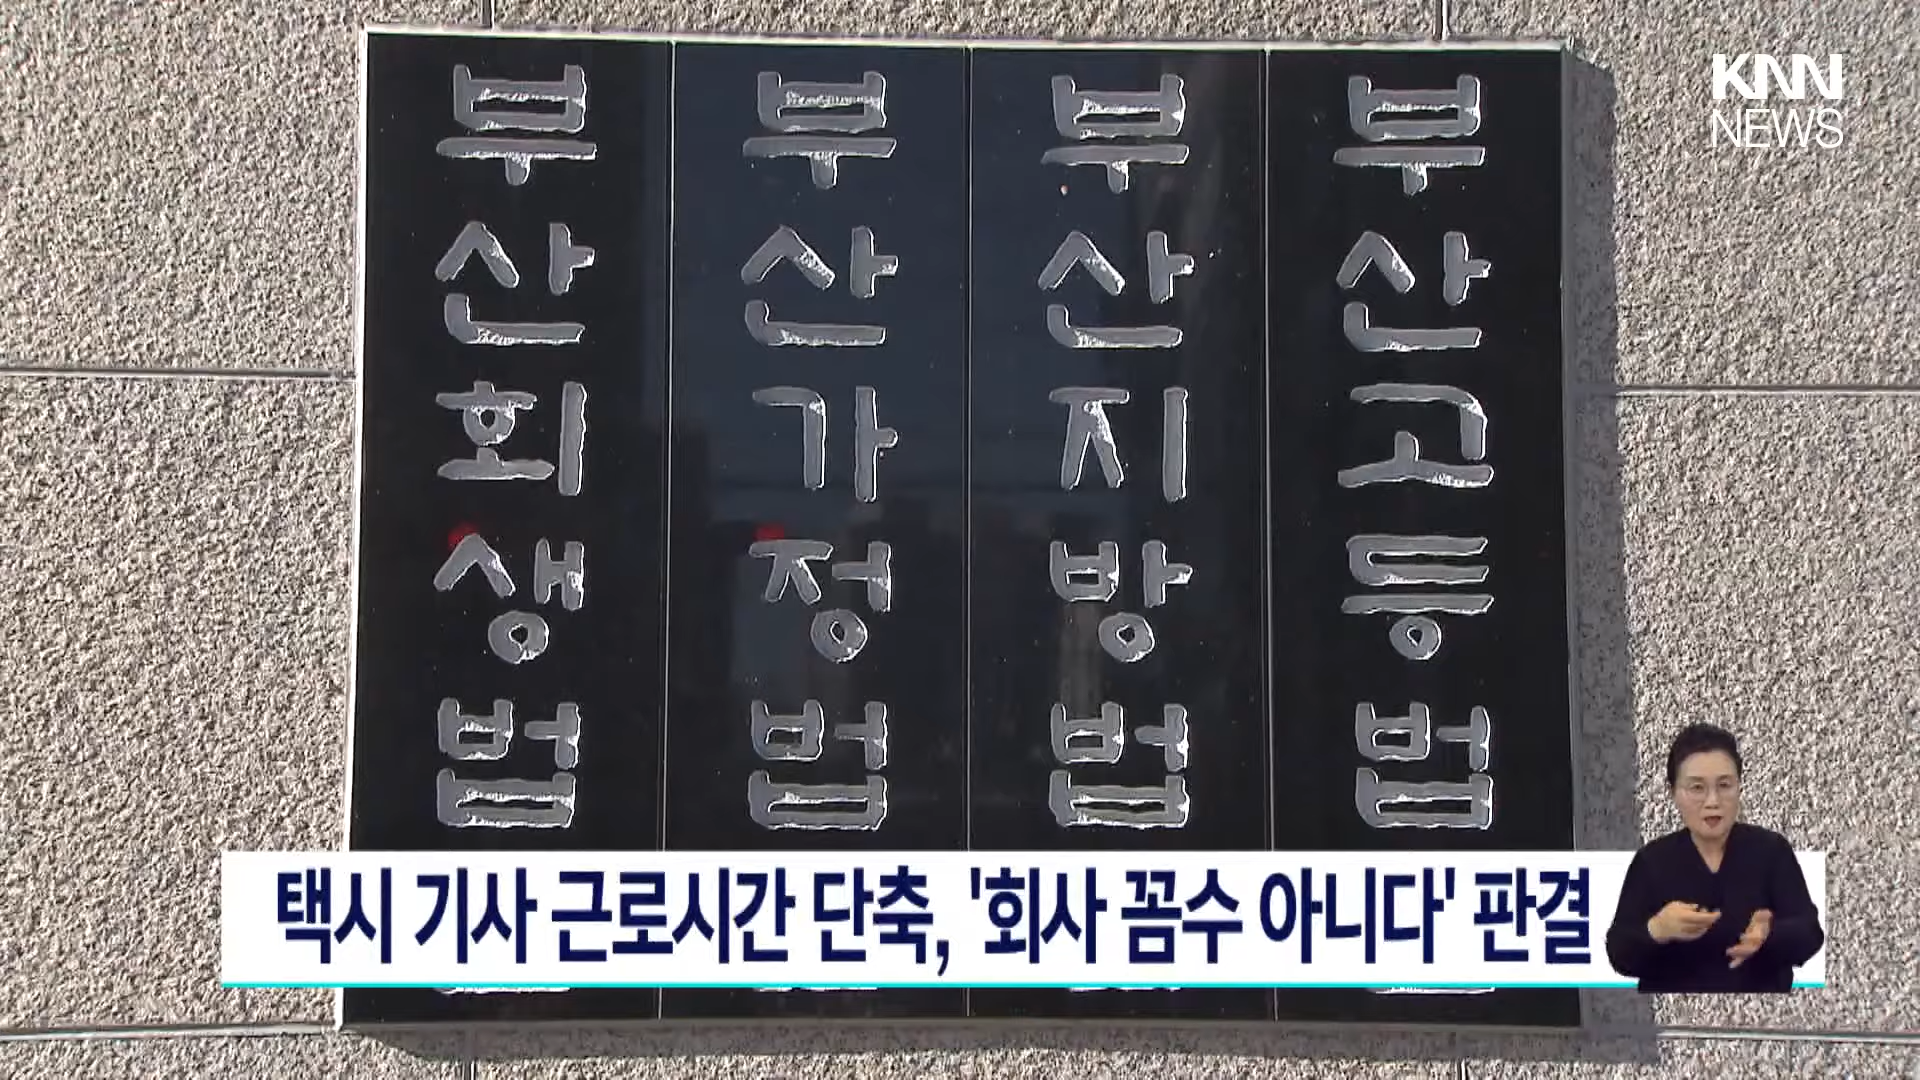 KNN
NEWS
부산회생법
부산가정법
부산지방법
부산고등법
택시 기사 근로시간 단축, '회사 꼼수 아니다' 판결